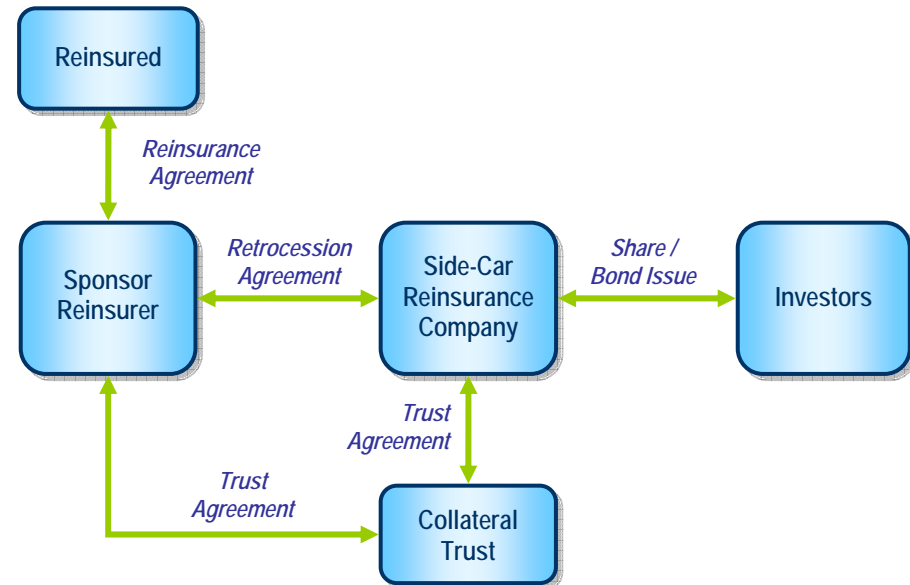 Reinsured
Reinsurance
Agreement
Sponsor
Reinsurer
Retrocession
Agreement
Side-Car
Reinsurance
Company
Share /
Bond Issue
Investors
Trust
Agreement
Trust
Agreement
Collateral
Trust